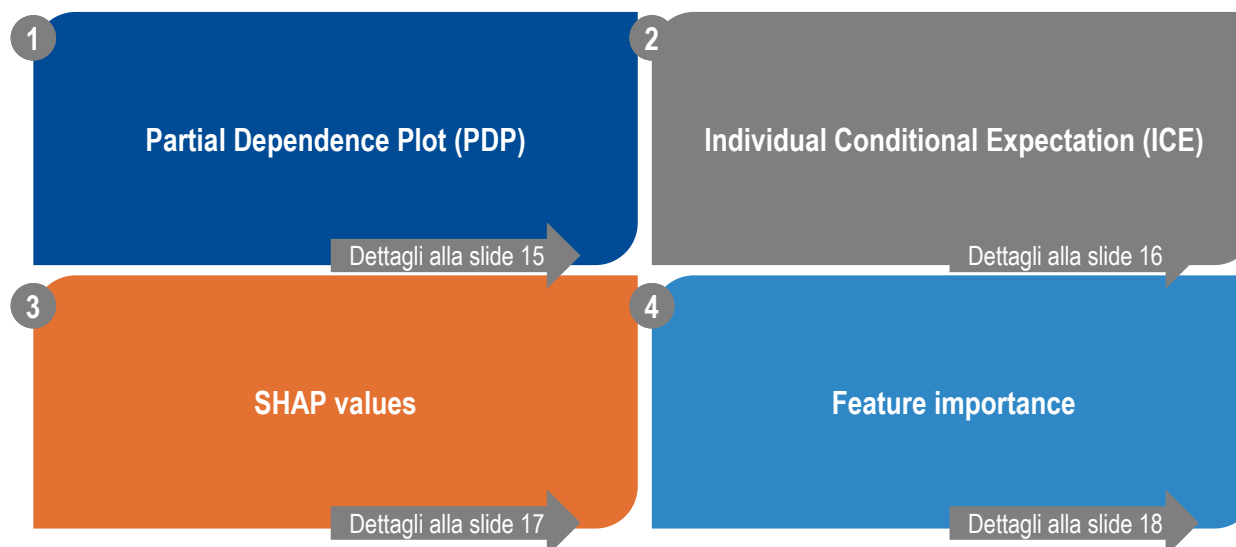 1
Partial Dependence Plot (PDP)
Dettagli alla slide 15
2
Individual Conditional Expectation (ICE)
Dettagli alla slide 16
3
SHAP values
Dettagli alla slide 17
4
Feature importance
Dettagli alla slide 18